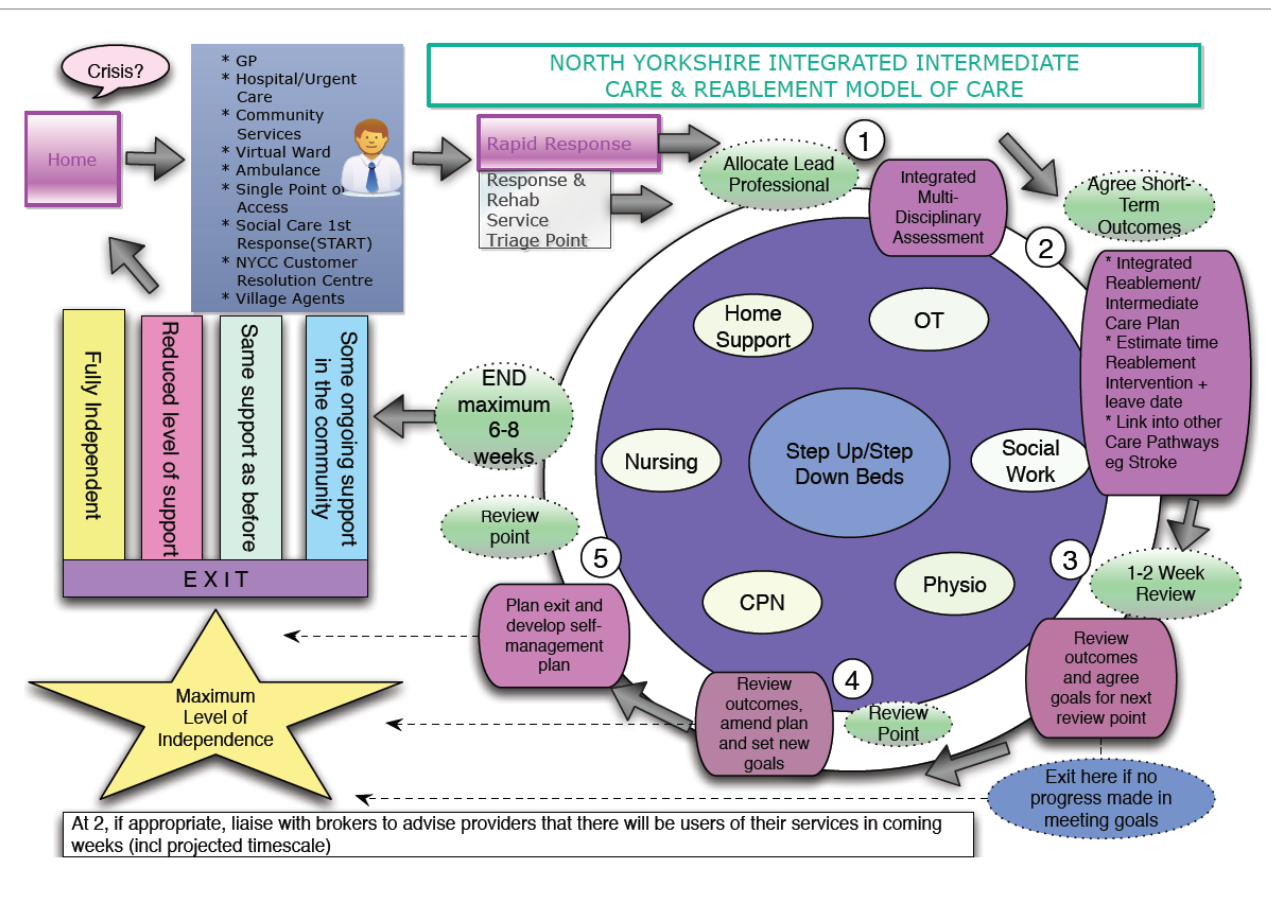 NORTH YORKSHIRE INTEGRATED INTERMEDIATE
CARE & REABLEMENT MODEL OF CARE
Crisis?
Home
* GP
* Hospital/Urgent
Care
* Community
Services
* Virtual Ward
* Ambulance
* Single Point o
Access
* Social Care 1st
Response(START)
* NYCC Customer
Resolution Centre
* Village Agents
Rapid Response
Response &
Rehab
Service
Triage Point
Allocate Lead
Professional
1
Integrated
Multi-
Disciplinary
Assessment
Agree Short-
Term
Outcomes
2
* Integrated
Reablement/
Intermediate
Care Plan
* Estimate time
Reablement
Intervention +
leave date
* Link into other
Care Pathways
eg Stroke
Home
Support
OT
Nursing
Step Up/Step
Down Beds
Social
Work
CPN
Physio
3
1-2 Week
Review
Review
outcomes
and agree
goals for next
review point
Exit here if no
progress made in
meeting goals
4
Review
Point
Review
outcomes,
amend plan
and set new
goals
5
Plan exit and
develop self-
management
plan
Review
point
END
maximum
6-8
weeks
Fully Independent
Reduced level of support
Same support as before
Some ongoing support
in the community
EXIT
Maximum
Level of
Independence
At 2, if appropriate, liaise with brokers to advise providers that there will be users of their services in coming
weeks (incl projected timescale)